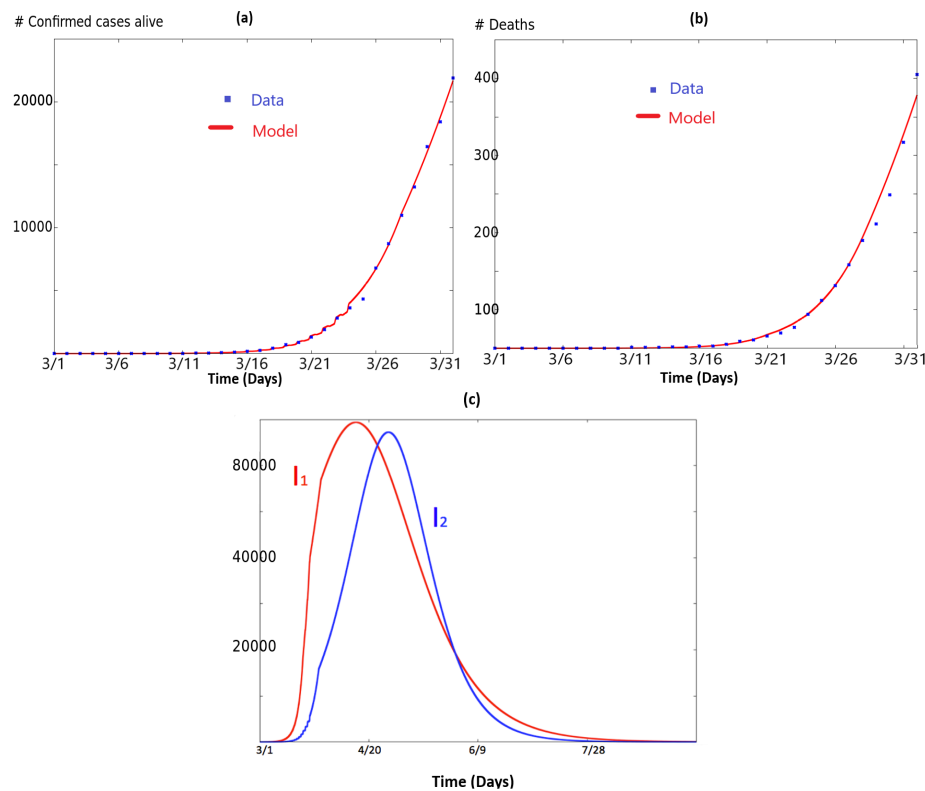 (a)
# Confirmed cases alive
20000
10000
Data
Model
3/1 3/6 3/11 3/16 3/21 3/26 3/31
Time (Days)
(b)
# Deaths
400
300
200
100
Data
Model
3/1 3/6 3/11 3/16 3/21 3/26 3/31
Time (Days)
(c)
80000
40000
20000
I1
I2
3/1 4/20 6/9 7/28
Time (Days)